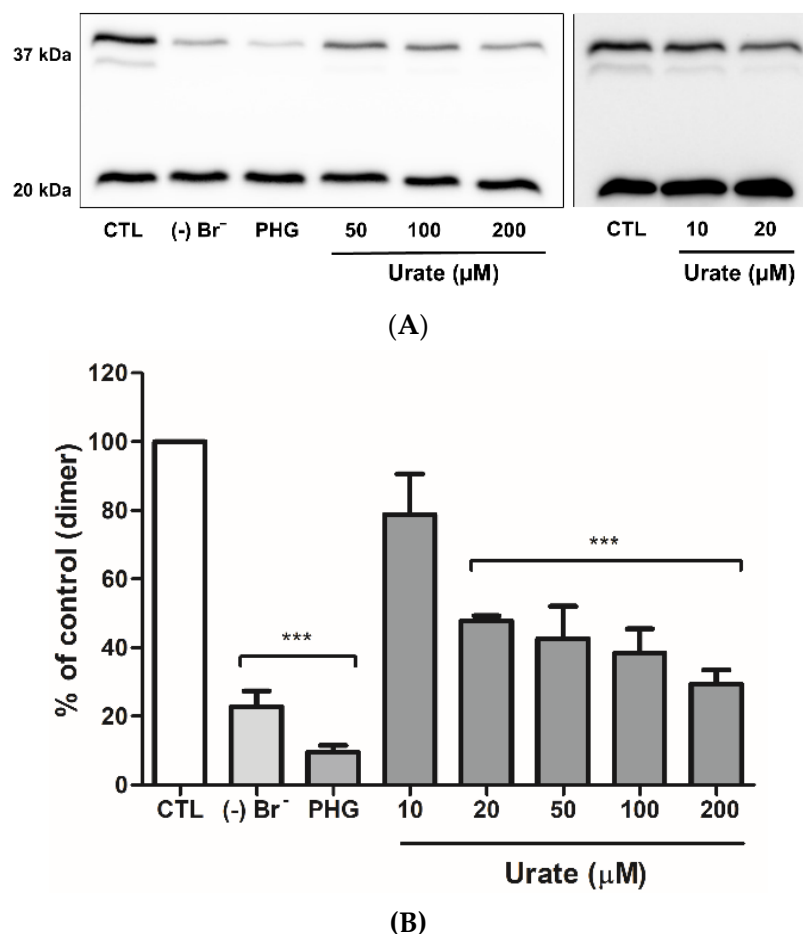 37 kDa
20 kDa
CTL (-) Br⁻ PHG 50 100 200 CTL 10 20
Urate (µM) Urate (µM)
(A)
% of control (dimer)
120
100
80
60
40
20
0
***
***
CTL (-) Br⁻ PHG 10 20 50 100 200
Urate (µM)
(B)